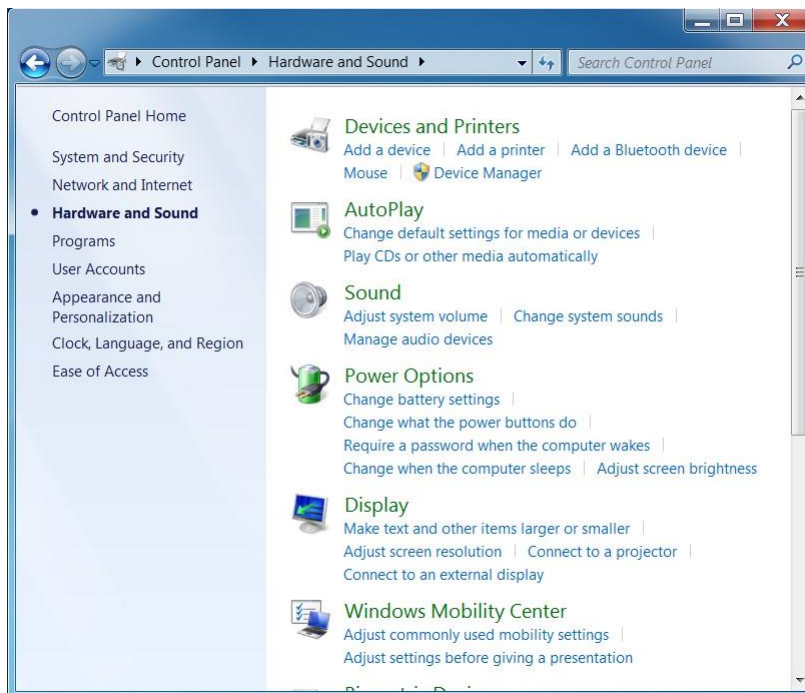 Control Panel Hardware and Sound Search Control Panel
Control Panel Home
System and Security
Network and Internet
Hardware and Sound
Programs
User Accounts
Appearance and
Personalization
Clock, Language, and Region
Ease of Access
Devices and Printers
Add a device Add a printer Add a Bluetooth device
Mouse Device Manager
AutoPlay
Change default settings for media or devices
Play CDs or other media automatically
Sound
Adjust system volume Change system sounds
Manage audio devices
Power Options
Change battery settings
Change what the power buttons do
Require a password when the computer wakes
Change when the computer sleeps Adjust screen brightness
Display
Make text and other items larger or smaller
Adjust screen resolution Connect to a projector
Connect to an external display
Windows Mobility Center
Adjust commonly used mobility settings
Adjust settings before giving a presentation